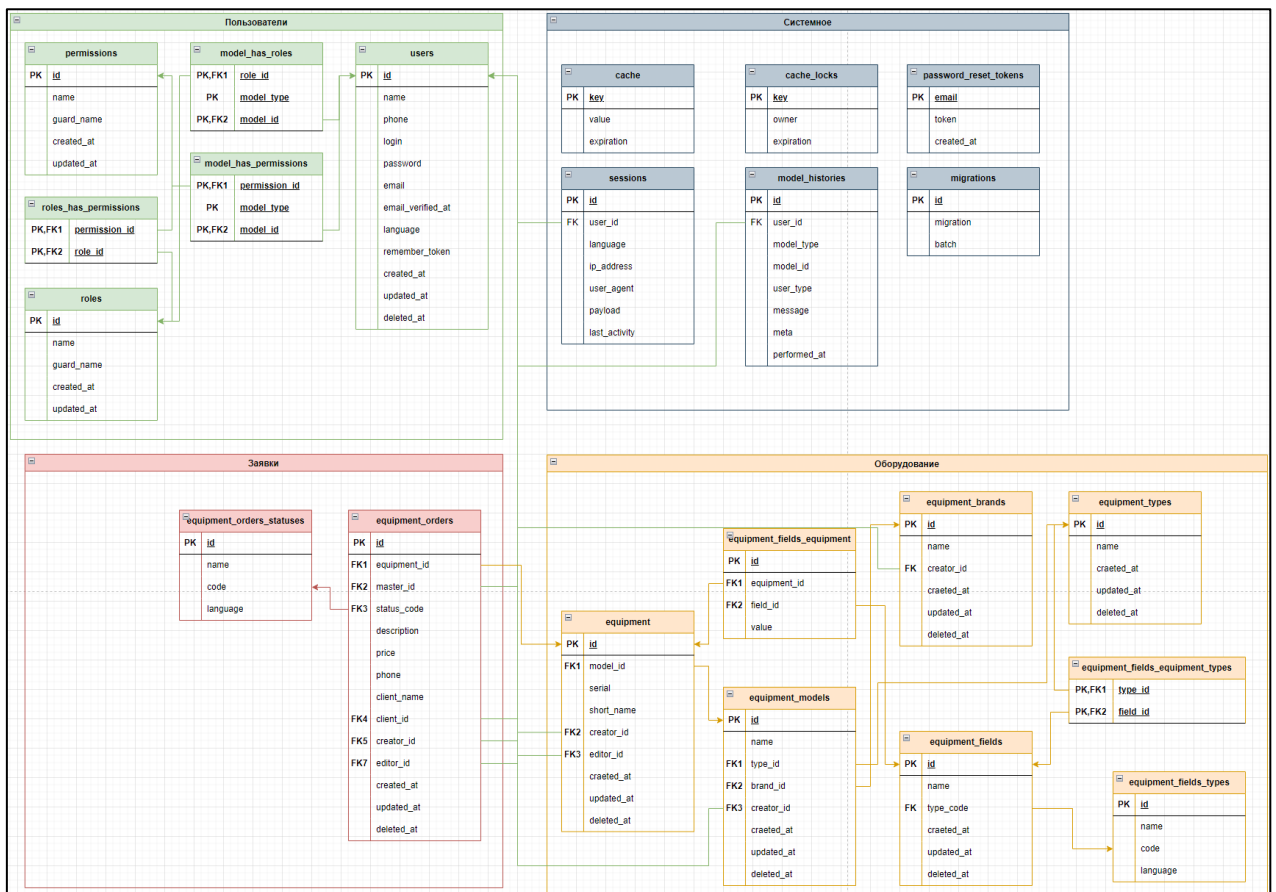 Пользователи
permissions
PK id
name
guard_name
created_at
updated_at
roles_has_permissions
PK,FK1 permission_id
PK,FK2 role_id
roles
PK id
name
guard_name
created_at
updated_at
model_has_roles
PK,FK1 role_id
PK model_type
PK,FK2 model_id
model_has_permissions
PK,FK1 permission_id
PK model_type
PK,FK2 model_id
users
PK id
name
phone
login
password
email
email_verified_at
language
remember_token
created_at
updated_at
deleted_at
Системное
cache
PK key
value
expiration
cache_locks
PK key
owner
expiration
password_reset_tokens
PK email
token
created_at
sessions
PK id
FK user_id
language
ip_address
user_agent
payload
last_activity
model_histories
PK id
FK user_id
model_type
model_id
user_type
message
meta
performed_at
migrations
PK id
migration
batch
Заявки
equipment_orders_statuses
PK id
name
code
language
equipment_orders
PK id
FK1 equipment_id
FK2 master_id
FK3 status_code
description
price
phone
client_name
FK4 client_id
FK5 creator_id
FK7 editor_id
created_at
updated_at
deleted_at
Оборудование
equipment
PK id
FK1 model_id
serial
short_name
FK2 creator_id
FK3 editor_id
craeted_at
updated_at
deleted_at
equipment_fields_equipment
PK id
FK1 equipment_id
FK2 field_id
value
equipment_models
PK id
name
FK1 type_id
FK2 brand_id
FK3 creator_id
craeted_at
updated_at
deleted_at
equipment_brands
PK id
name
FK creator_id
craeted_at
updated_at
deleted_at
equipment_fields
PK id
name
FK type_code
craeted_at
updated_at
deleted_at
equipment_types
PK id
name
craeted_at
updated_at
deleted_at
equipment_fields_equipment_types
PK,FK1 type_id
PK,FK2 field_id
equipment_fields_types
PK id
name
code
language